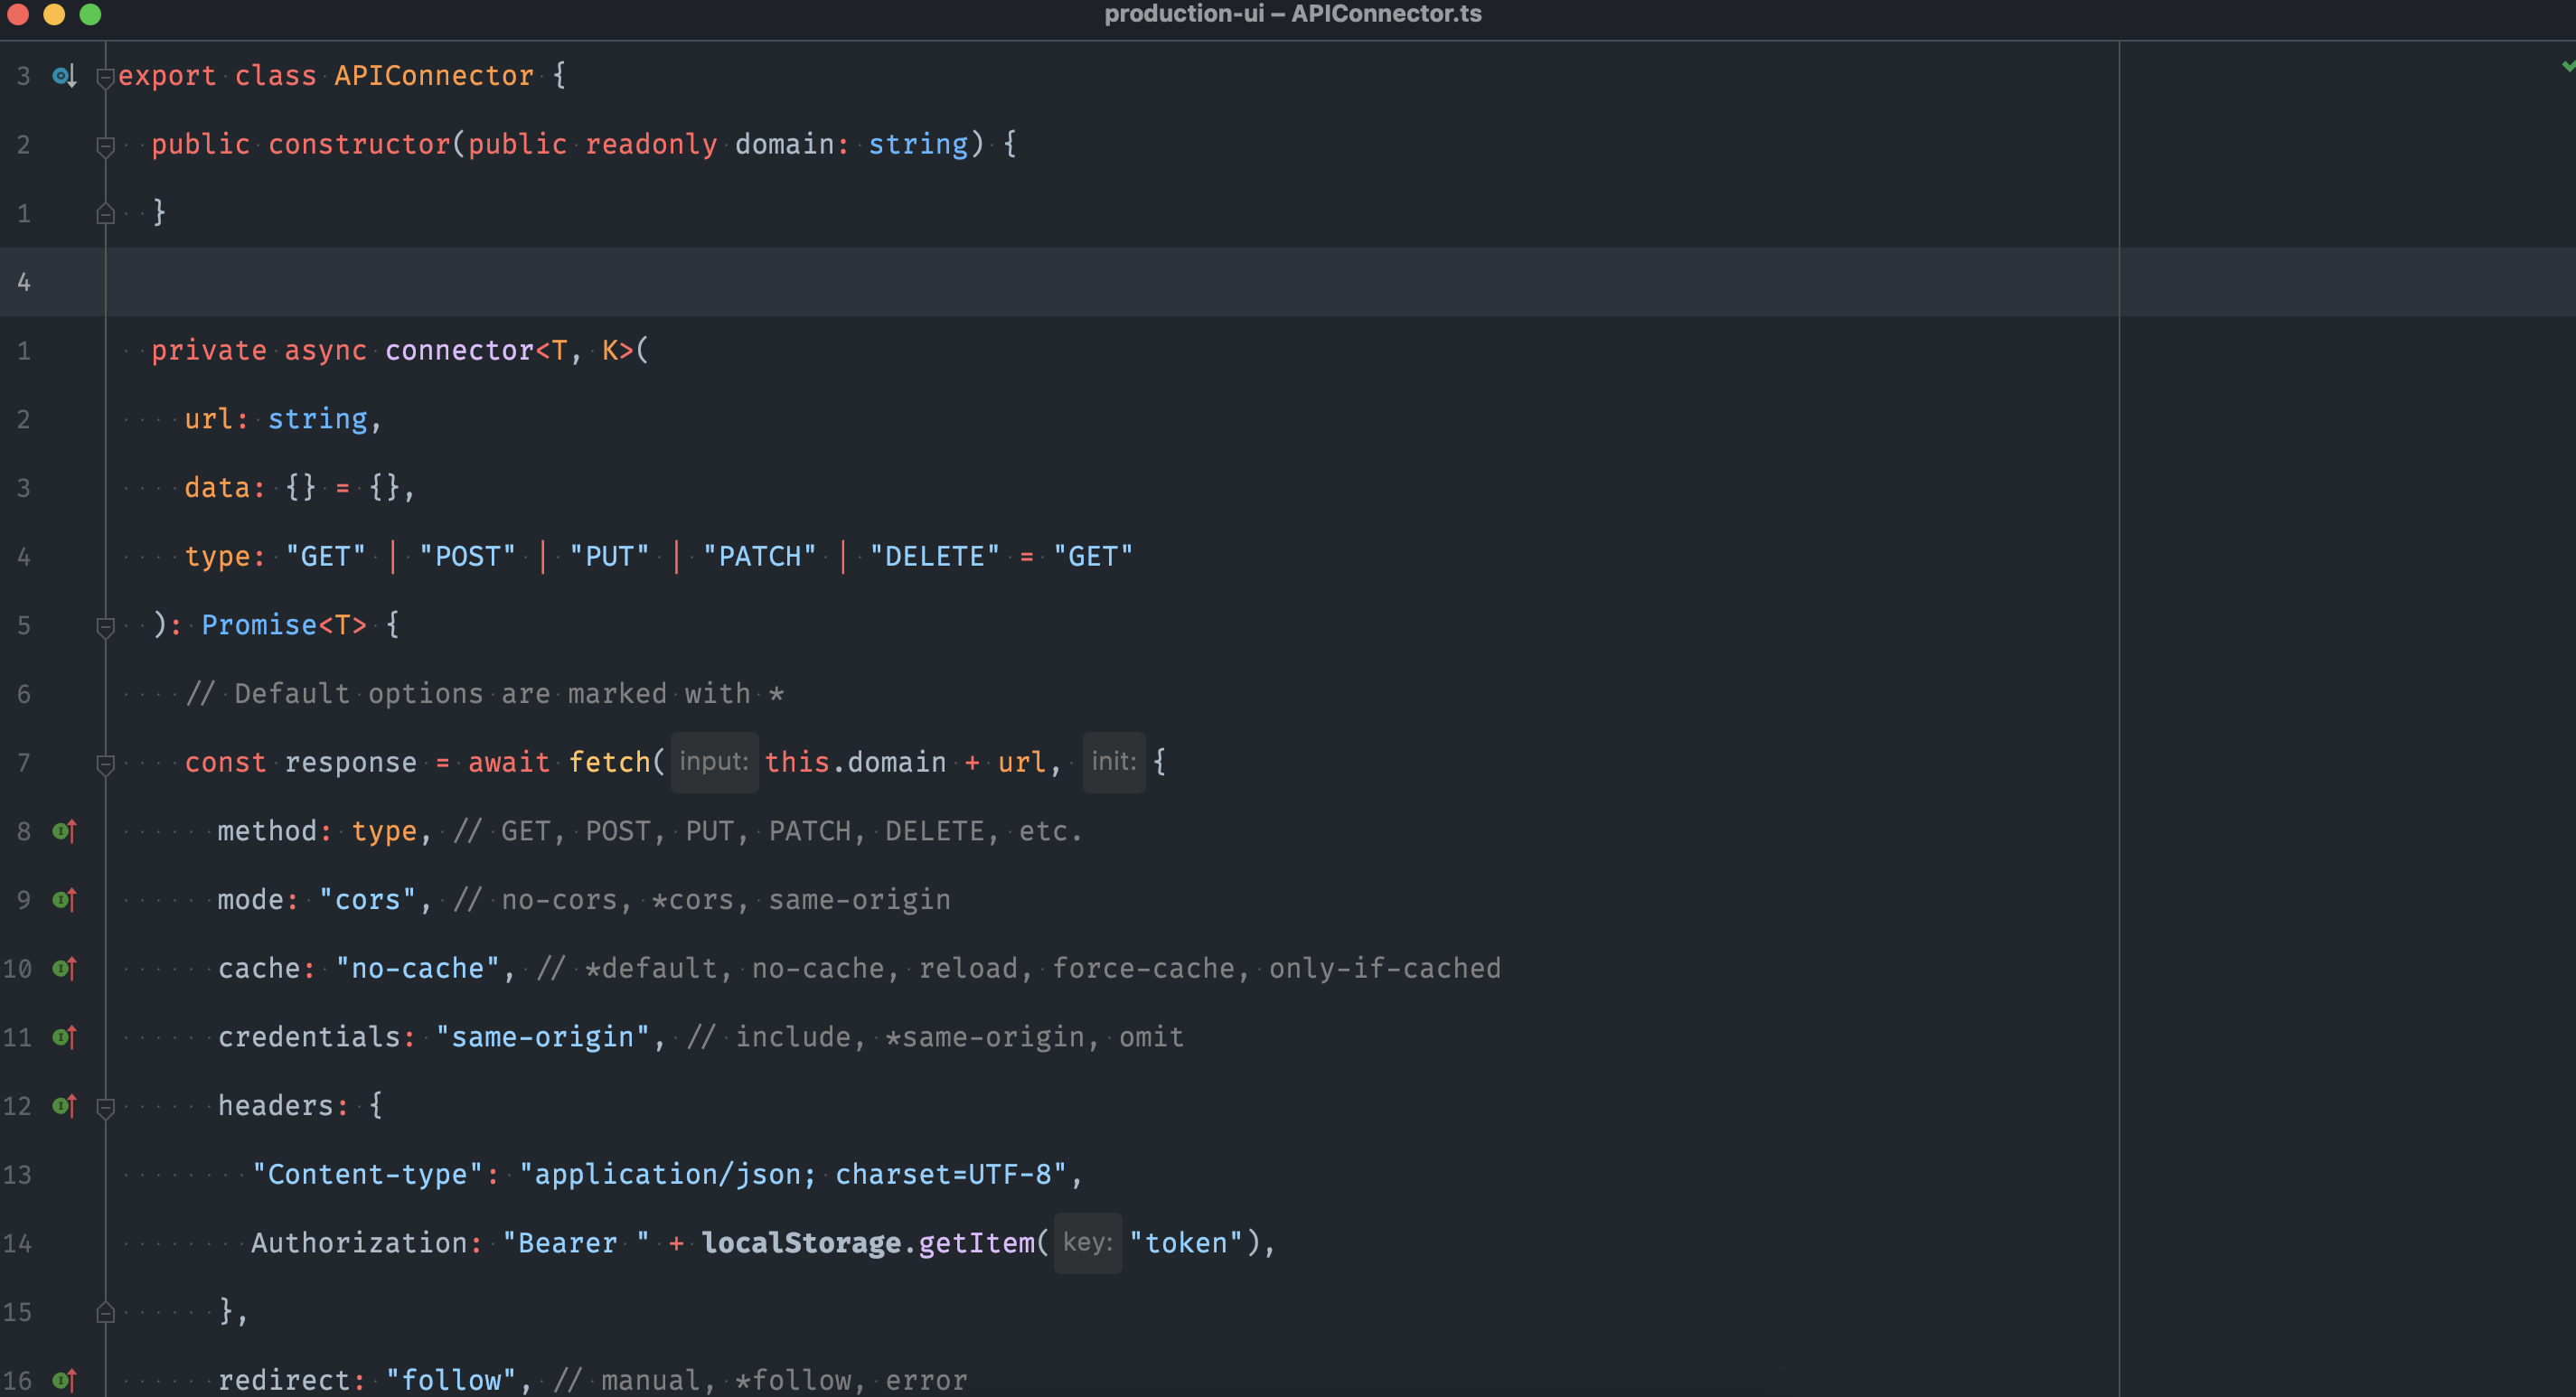 production-ui – APIConnector.ts
3 export class APIConnector {
2 public constructor(public readonly domain: string) {
1 }
4
1 private async connector<T, K>(
2 url: string,
3 data: {} = {},
4 type: "GET" | "POST" | "PUT" | "PATCH" | "DELETE" = "GET"
5 ): Promise<T> {
6 // Default options are marked with *
7 const response = await fetch( input: this.domain + url, init: {
8 method: type, // GET, POST, PUT, PATCH, DELETE, etc.
9 mode: "cors", // no-cors, *cors, same-origin
10 cache: "no-cache", // *default, no-cache, reload, force-cache, only-if-cached
11 credentials: "same-origin", // include, *same-origin, omit
12 headers: {
13 "Content-type": "application/json; charset=UTF-8",
14 Authorization: "Bearer " + localStorage.getItem( key: "token"),
15 },
16 redirect: "follow", // manual, *follow, error